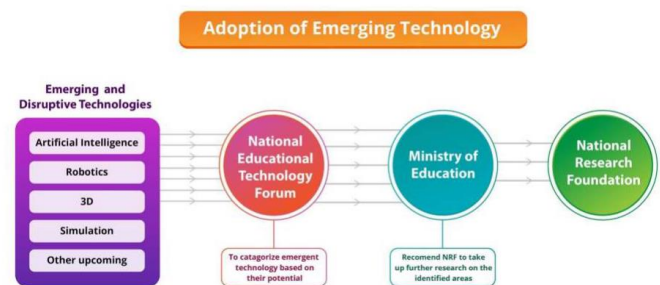 Adoption of Emerging Technology
Emerging and
Disruptive Technologies
Artificial Intelligence
Robotics
3D
Simulation
Other upcoming
National
Educational
Technology
Forum
To catagorize emergent
technology based on
their potential
Ministry of
Education
Recomend NRF to take
up further research on the
identified areas
National
Research
Foundation